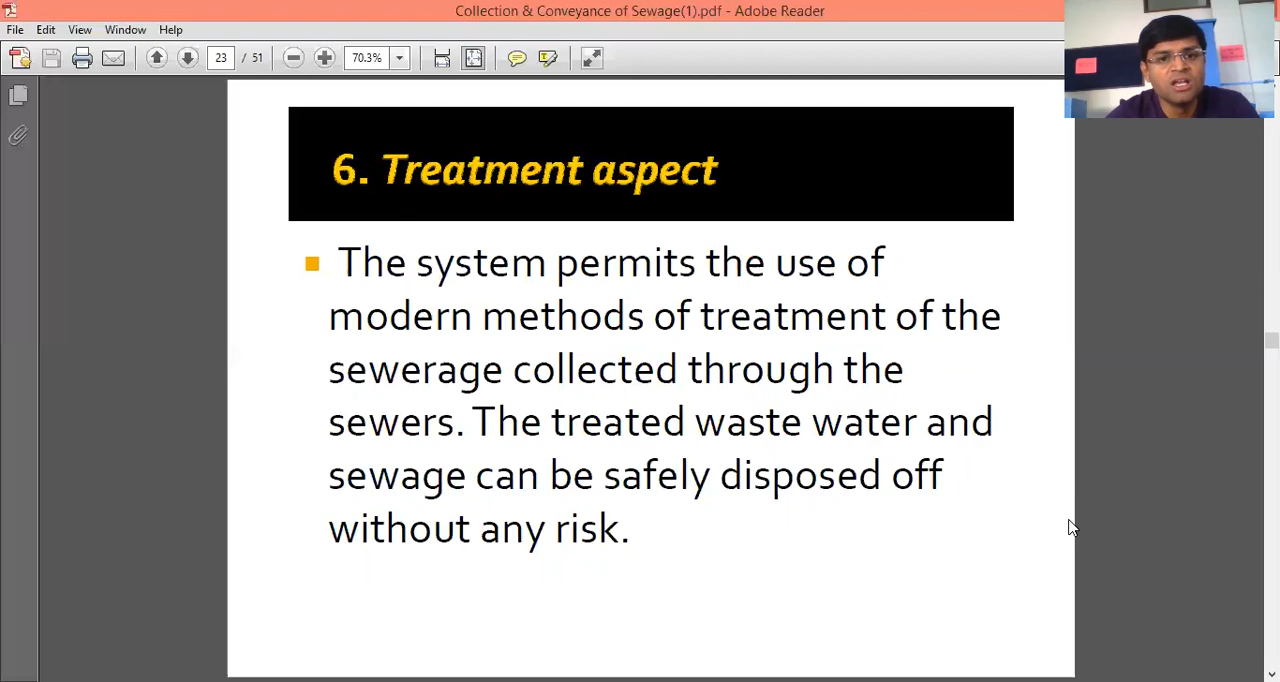 Collection & Conveyance of Sewage(1).pdf - Adobe Reader
File Edit View Window Help
23 / 51 70.3%
6. Treatment aspect
The system permits the use of
modern methods of treatment of the
sewerage collected through the
sewers. The treated waste water and
sewage can be safely disposed off
without any risk.